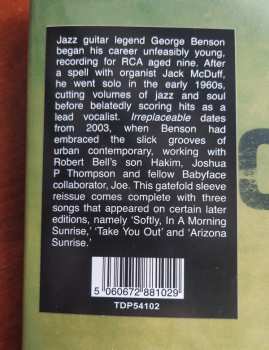 Jazz guitar legend George Benson
began his career unfeasibly young,
recording for RCA aged nine. After
a spell with organist Jack McDuff,
he went solo in the early 1960s,
cutting volumes of jazz and soul
before belatedly scoring hits as a
lead vocalist. Irreplaceable dates
from 2003, when Benson had
embraced the slick grooves of
urban contemporary, working with
Robert Bell's son Hakim, Joshua
P Thompson and fellow Babyface
collaborator, Joe. This gatefold sleeve
reissue comes complete with three
songs that appeared on certain later
editions, namely 'Softly, In A Morning
Sunrise,' 'Take You Out' and 'Arizona
Sunrise.'
5 060672 881029
TDP54102